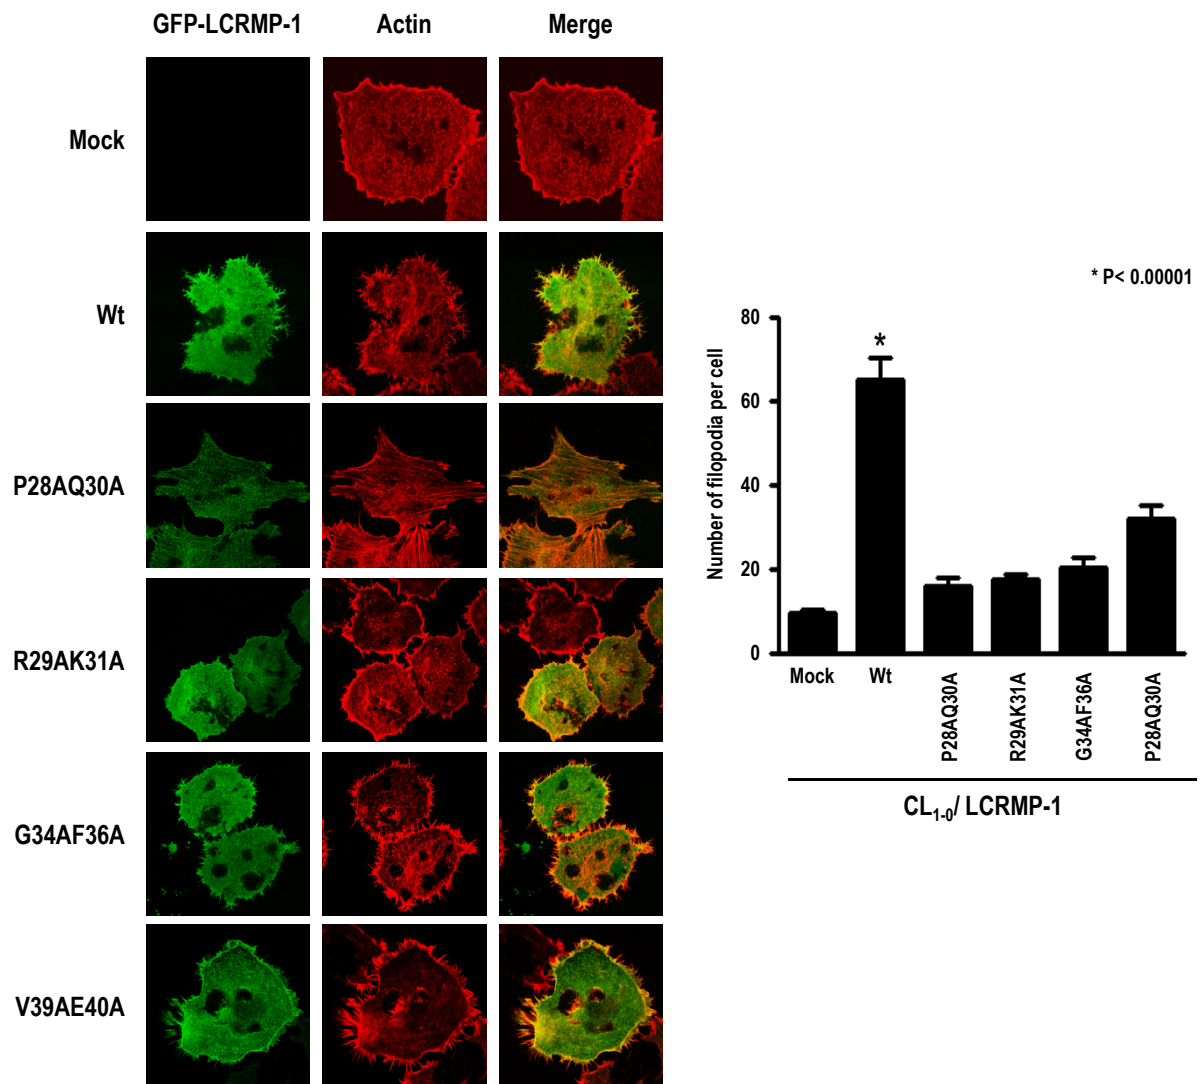 GFP-LCRMP-1 Actin Merge
Mock
Wt
P28AQ30A
R29AK31A
G34AF36A
V39AE40A
* P< 0.00001
Number of filopodia per cell
80
60
40
20
0
*
Mock Wt P28AQ30A R29AK31A G34AF36A P28AQ30A
CL1-0/ LCRMP-1